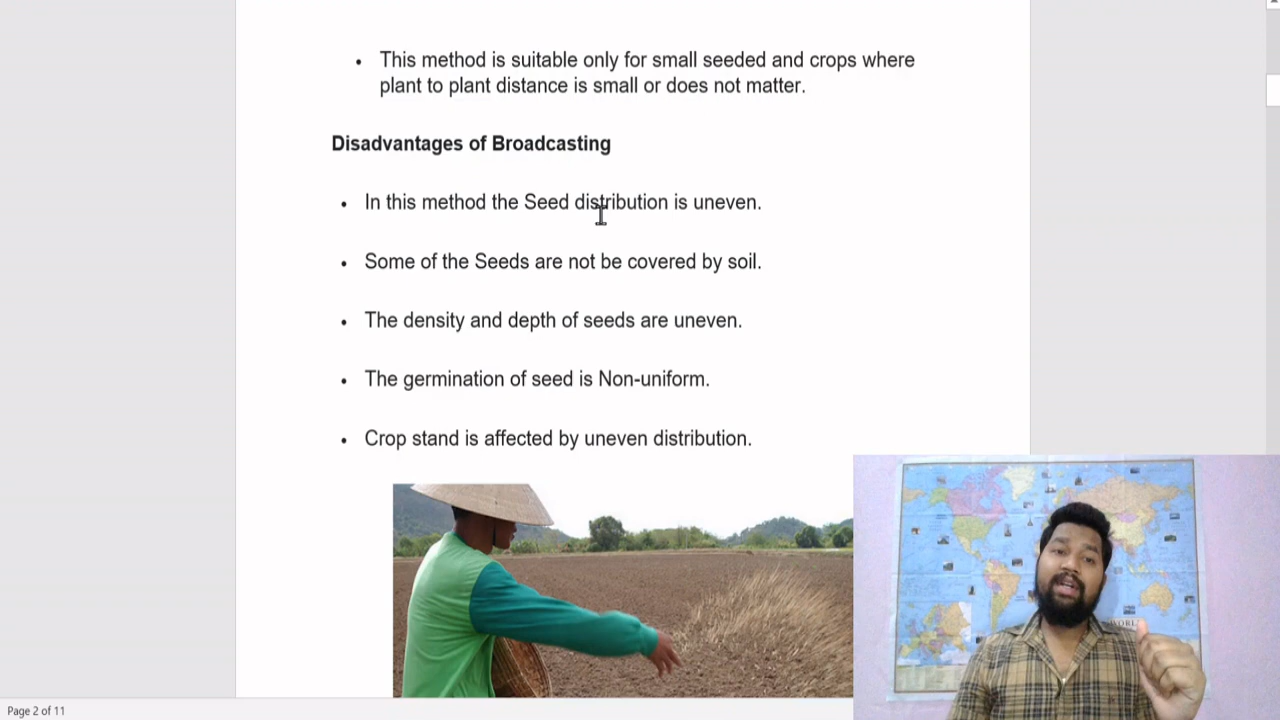 This method is suitable only for small seeded and crops where
plant to plant distance is small or does not matter.
Disadvantages of Broadcasting
In this method the Seed distribution is uneven.
Some of the Seeds are not be covered by soil.
The density and depth of seeds are uneven.
The germination of seed is Non-uniform.
Crop stand is affected by uneven distribution.
Page 2 of 11